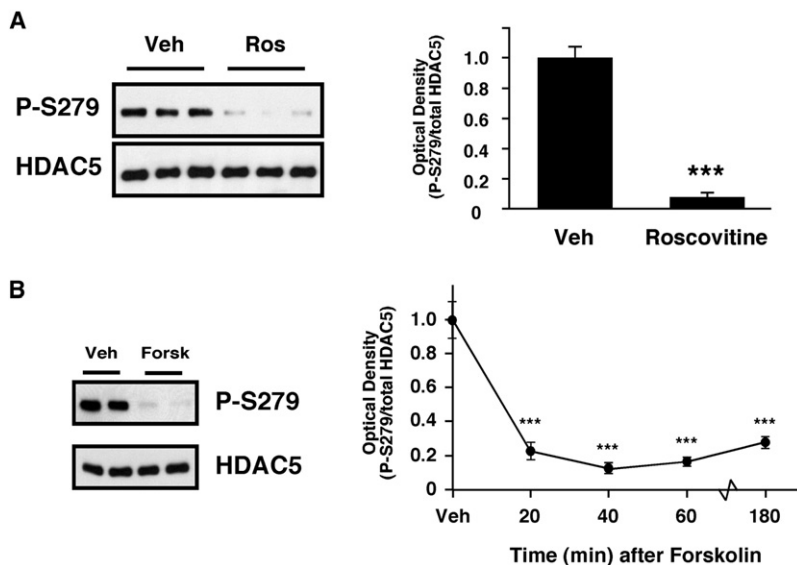 A
Veh Ros
P-S279
HDAC5
Optical Density
(P-S279/total HDAC5)
1.0
0.8
0.6
0.4
0.2
0
***
Veh Roscovitine
B
Veh Forsk
P-S279
HDAC5
Optical Density
(P-S279/total HDAC5)
1.0
0.8
0.6
0.4
0.2
0
*** *** *** ***
Veh 20 40 60 180
Time (min) after Forskolin